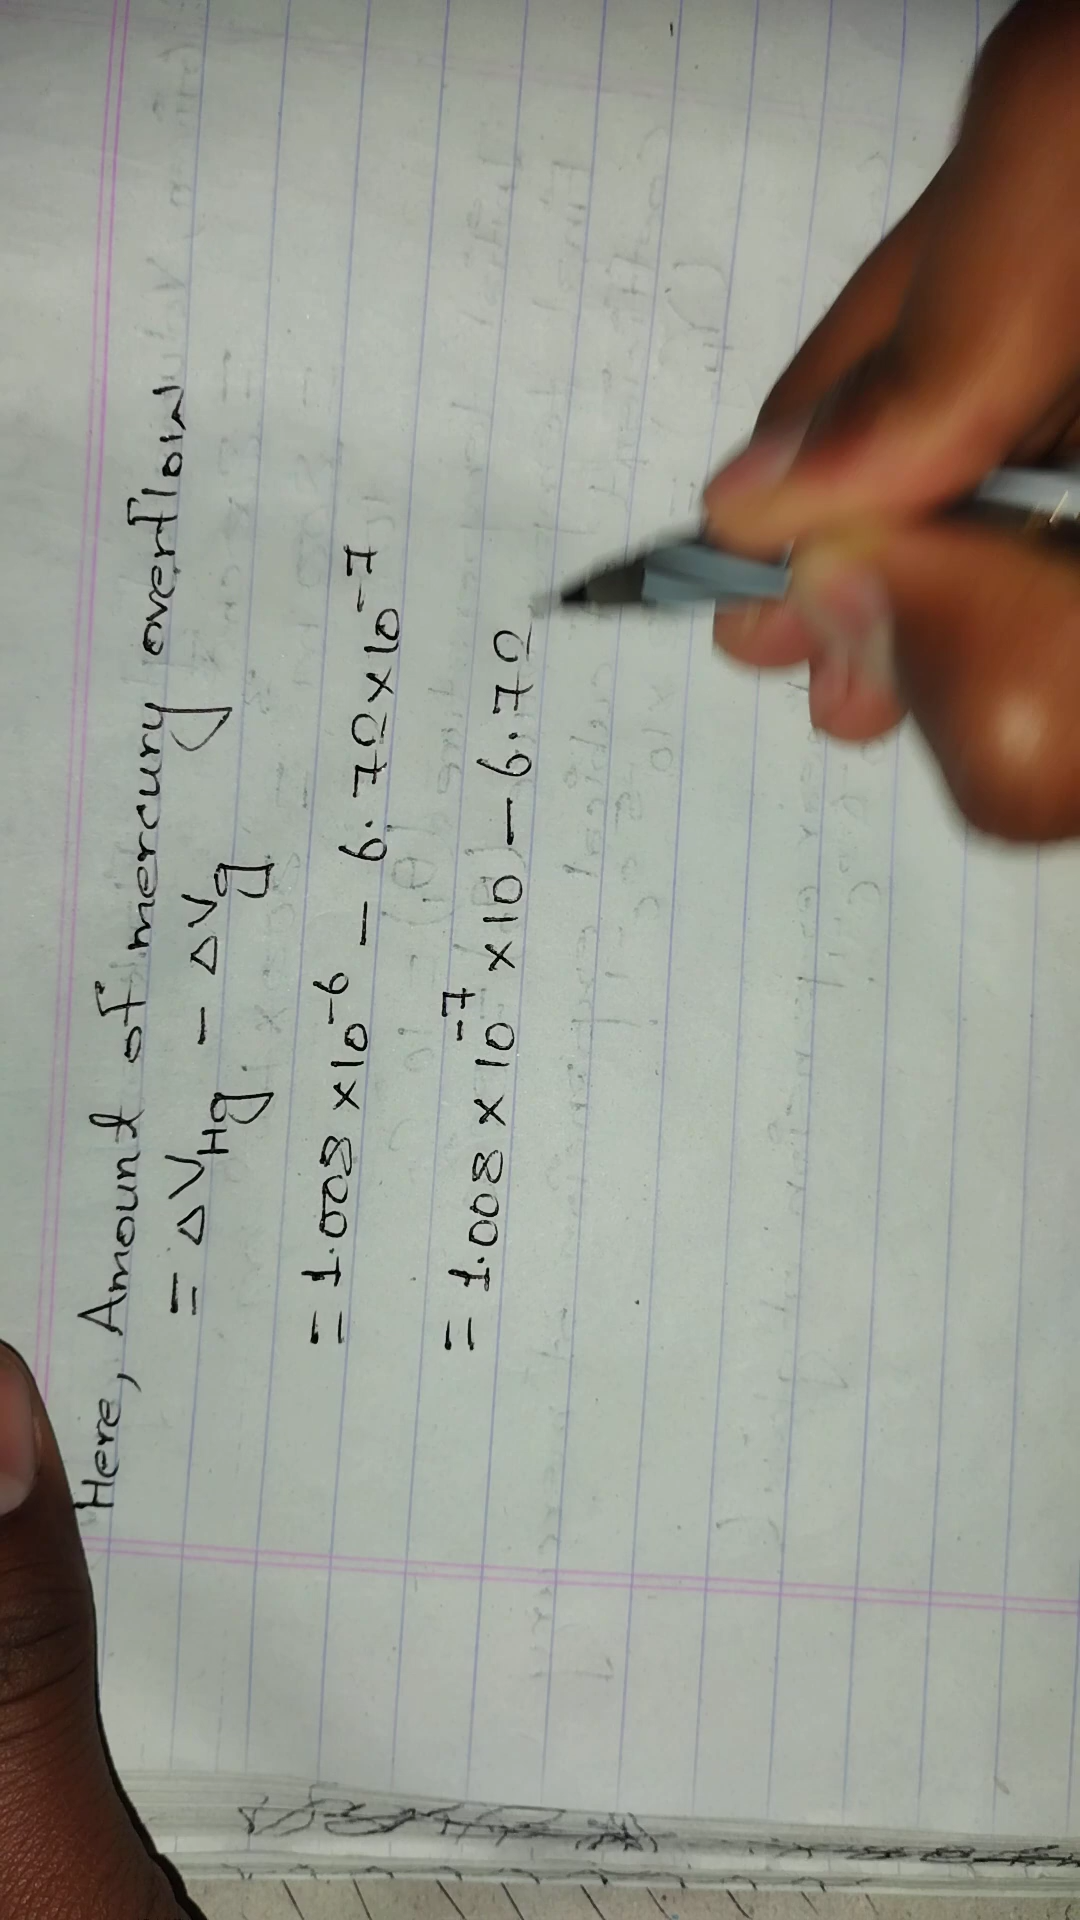 Here, Amount of mercury overflow
= ΔV_Hg - ΔV_g
= 1.008 × 10^-6 - 6.72 × 10^-7
= 1.008 × 10^-7 × 10 - 6.72